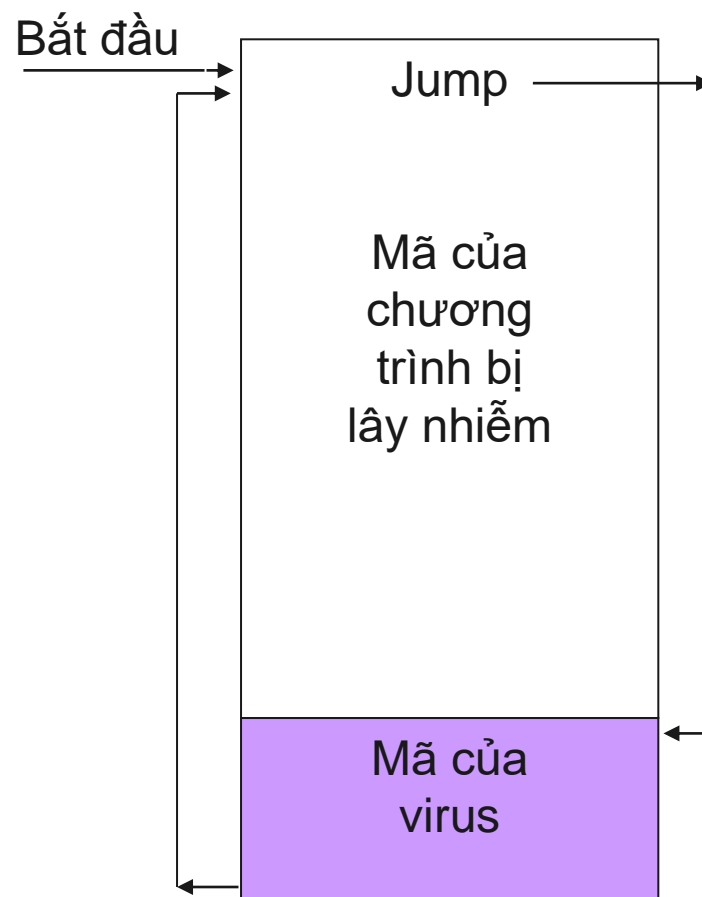 Bắt đầu
Jump
Mã của
chương
trình bị
lây nhiễm
Mã của
virus